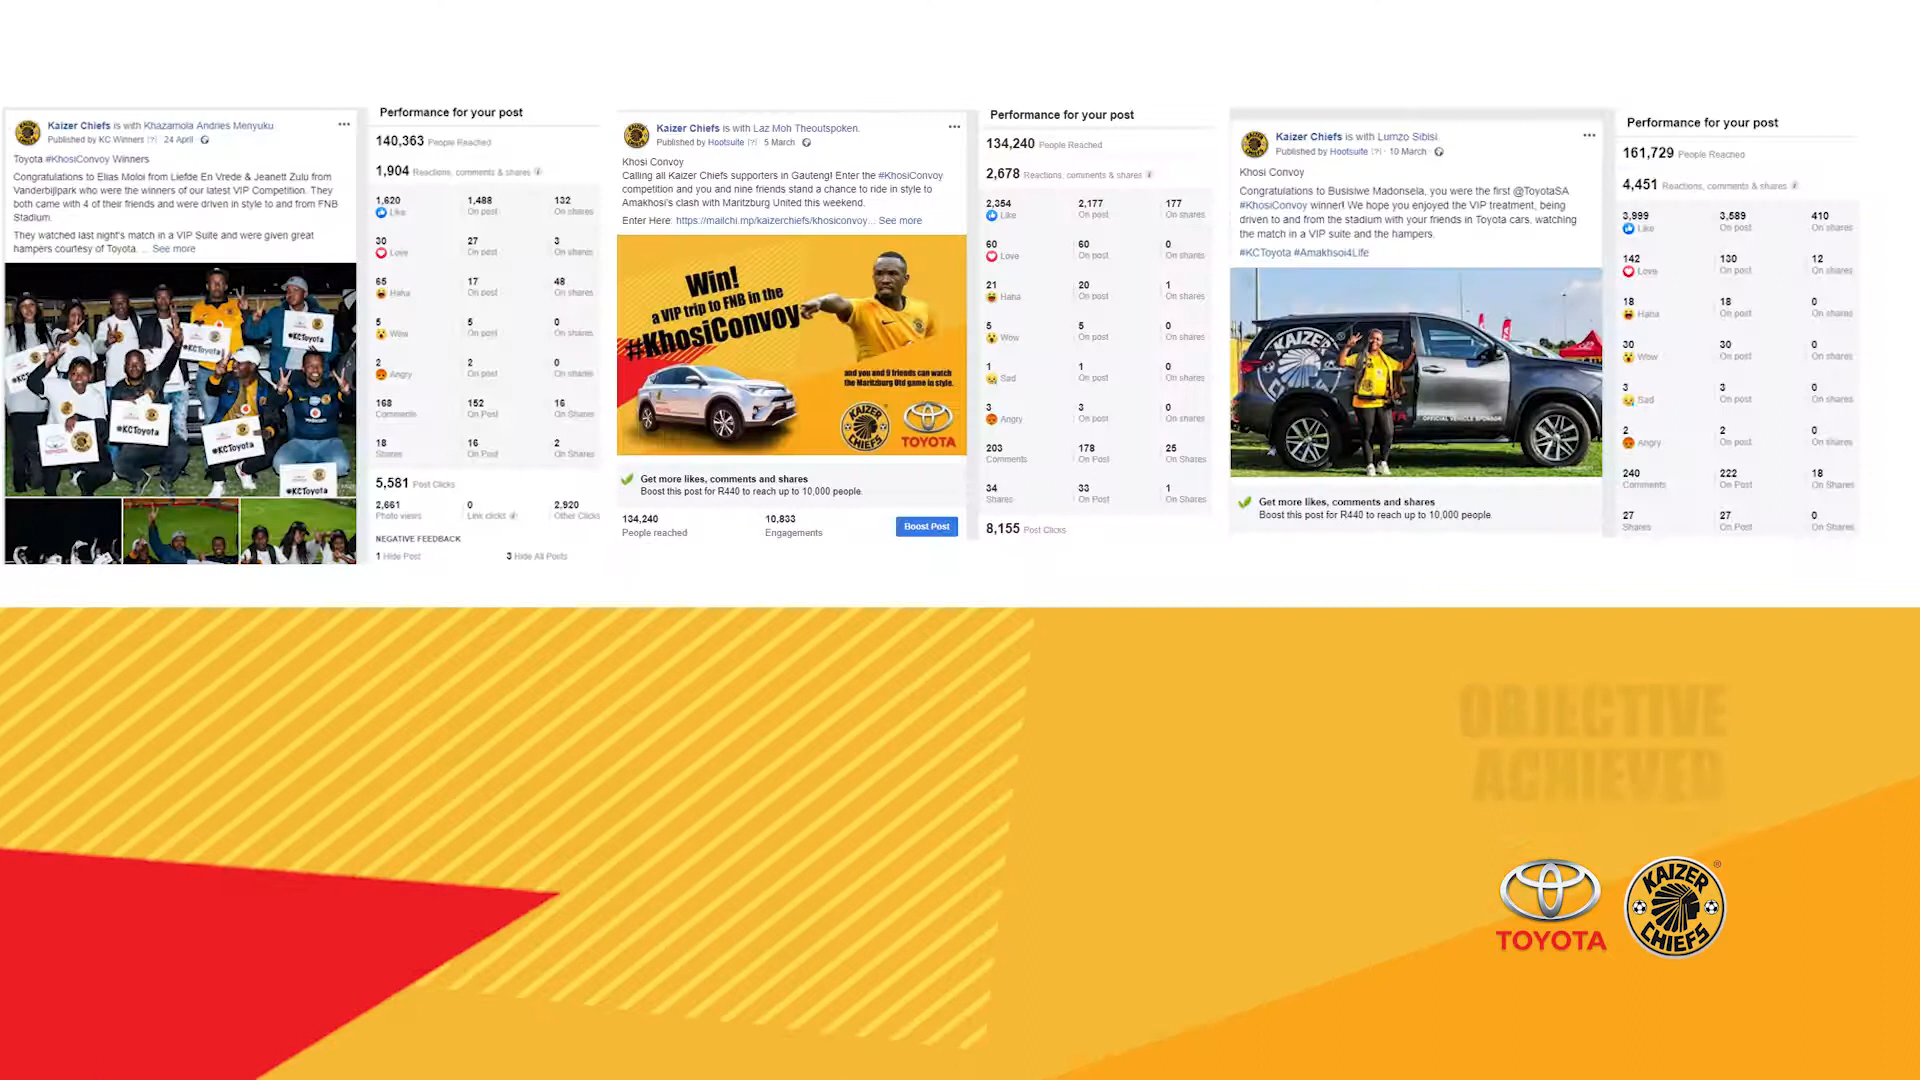 Kaizer Chiefs is with Khazamola Andries Menyuku
Published by KC Winners [?] · 24 April
Toyota #KhosiConvoy Winners
Congratulations to Elias Moloi from Liefde En Vrede & Jeanett Zulu from
Vanderbijlpark who were the winners of our latest VIP Competition. They
both came with 4 of their friends and were driven in style to and from FNB
Stadium.
They watched last night's match in a VIP Suite and were given great
hampers courtesy of Toyota. ... See more
#KCToyota
#KCToyota
#KCToyota
#KCToyota
#KCToyota
Performance for your post
140,363 People Reached
1,904 Reactions, comments & shares
1,620 1,488 132
Like On post On shares
30 27 3
Love On post On shares
65 17 48
Haha On post On shares
5 5 0
Wow On post On shares
2 2 0
Angry On post On shares
168 152 16
Comments On Post On Shares
18 16 2
Shares On Post On Shares
5,581 Post Clicks
2,661 0 2,920
Photo views Link clicks Other Clicks
NEGATIVE FEEDBACK
1 Hide Post 3 Hide All Posts
Kaizer Chiefs is with Laz Moh Theoutspoken.
Published by Hootsuite [?] · 5 March
Khosi Convoy
Calling all Kaizer Chiefs supporters in Gauteng! Enter the #KhosiConvoy
competition and you and nine friends stand a chance to ride in style to
Amakhosi's clash with Maritzburg United this weekend.
Enter Here: https://mailchi.mp/kaizerchiefs/khosiconvoy... See more
Win!
a VIP trip to FNB in the
#KhosiConvoy
and you and 9 friends can watch
the Maritzburg Utd game in style.
KAIZER
CHIEFS
TOYOTA
Get more likes, comments and shares
Boost this post for R440 to reach up to 10,000 people.
134,240 10,833
People reached Engagements
Boost Post
Performance for your post
134,240 People Reached
2,678 Reactions, comments & shares
2,354 2,177 177
Like On post On shares
60 60 0
Love On post On shares
21 20 1
Haha On post On shares
5 5 0
Wow On post On shares
1 1 0
Sad On post On shares
3 3 0
Angry On post On shares
203 178 25
Comments On Post On Shares
34 33 1
Shares On Post On Shares
8,155 Post Clicks
Kaizer Chiefs is with Lumzo Sibisi.
Published by Hootsuite [?] · 10 March
Khosi Convoy
Congratulations to Busisiwe Madonsela, you were the first @ToyotaSA
#KhosiConvoy winner! We hope you enjoyed the VIP treatment, being
driven to and from the stadium with your friends in Toyota cars, watching
the match in a VIP suite and the hampers.
#KCToyota #Amakhsoi4Life
KAIZER
OFFICIAL VEHICLE SPONSOR
Get more likes, comments and shares
Boost this post for R440 to reach up to 10,000 people.
Performance for your post
161,729 People Reached
4,451 Reactions, comments & shares
3,999 3,589 410
Like On post On shares
142 130 12
Love On post On shares
18 18 0
Haha On post On shares
30 30 0
Wow On post On shares
3 3 0
Sad On post On shares
2 2 0
Angry On post On shares
240 222 18
Comments On Post On Shares
27 27 0
Shares On Post On Shares
OBJECTIVE
ACHIEVED
TOYOTA
KAIZER
CHIEFS
®